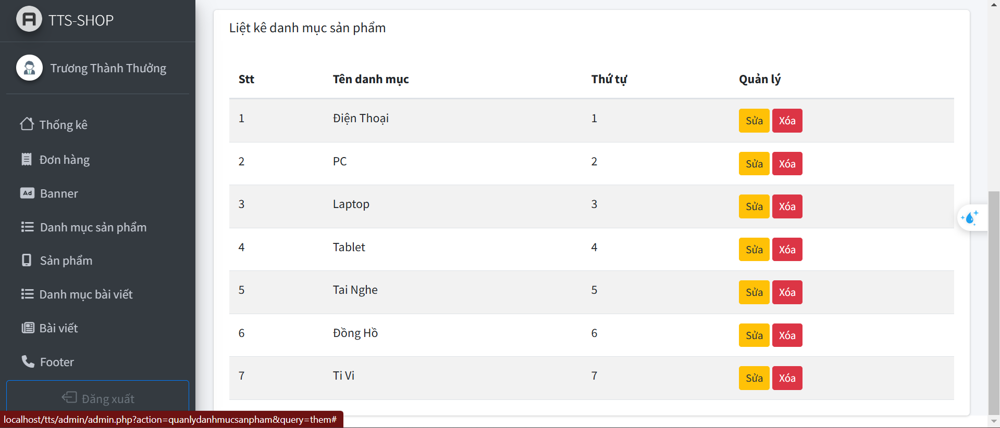 TTS-SHOP
Trương Thành Thưởng
Thống kê
Đơn hàng
Ad Banner
Danh mục sản phẩm
Sản phẩm
Danh mục bài viết
Bài viết
Footer
Đăng xuất
Liệt kê danh mục sản phẩm
Stt Tên danh mục Thứ tự Quản lý
1 Điện Thoại 1 Sửa Xóa
2 PC 2 Sửa Xóa
3 Laptop 3 Sửa Xóa
4 Tablet 4 Sửa Xóa
5 Tai Nghe 5 Sửa Xóa
6 Đồng Hồ 6 Sửa Xóa
7 Ti Vi 7 Sửa Xóa
localhost/tts/admin/admin.php?action=quanlydanhmucsanpham&query=them#